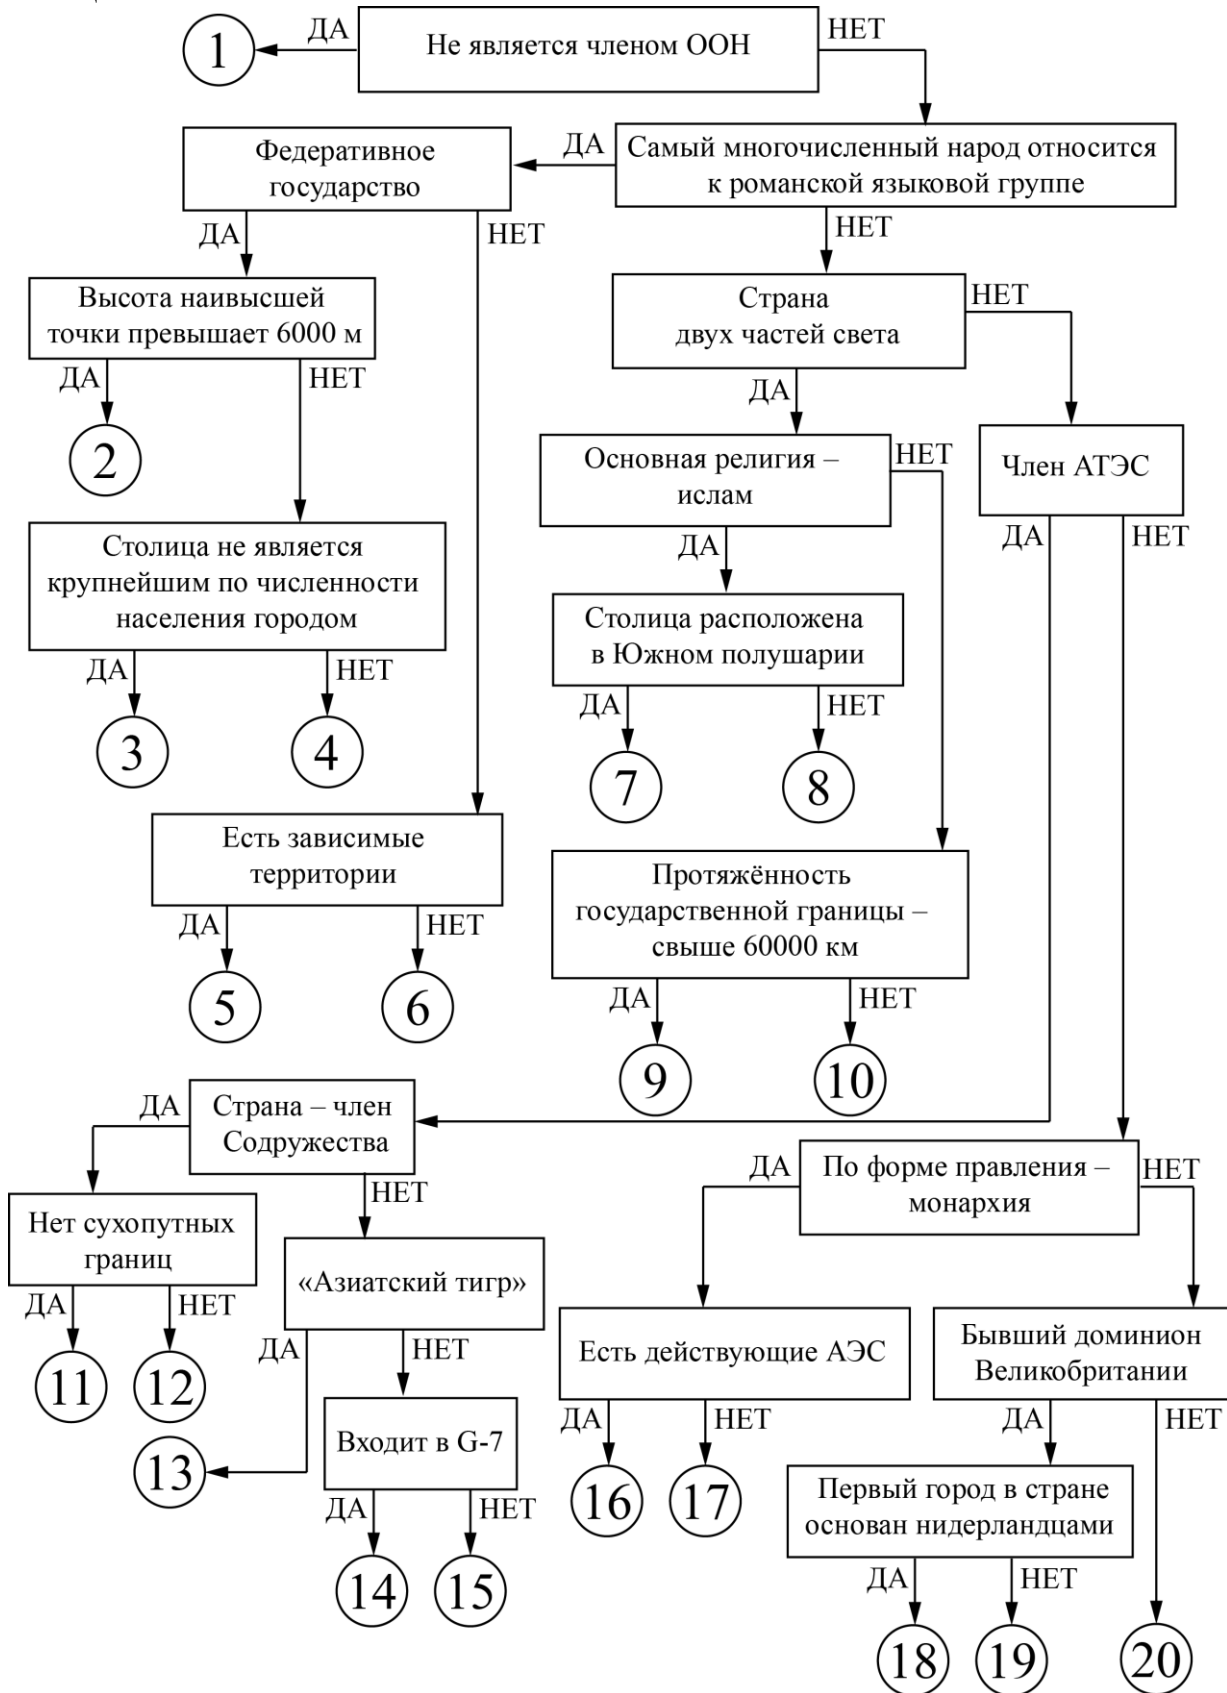 ДА
Не является членом ООН
НЕТ
1
Федеративное
государство
ДА
Самый многочисленный народ относится
к романской языковой группе
ДА
НЕТ
НЕТ
Высота наивысшей
точки превышает 6000 м
Страна
двух частей света
НЕТ
ДА
НЕТ
ДА
2
Основная религия –
ислам
НЕТ
Член АТЭС
Столица не является
крупнейшим по численности
населения городом
ДА
ДА
НЕТ
Столица расположена
в Южном полушарии
ДА
НЕТ
ДА
НЕТ
3
4
7
8
Есть зависимые
территории
Протяжённость
государственной границы –
свыше 60000 км
ДА
НЕТ
ДА
НЕТ
5
6
9
10
ДА
Страна – член
Содружества
НЕТ
ДА
По форме правления –
монархия
НЕТ
Нет сухопутных
границ
«Азиатский тигр»
ДА
НЕТ
ДА
НЕТ
Есть действующие АЭС
Бывший доминион
Великобритании
11
12
ДА
НЕТ
ДА
НЕТ
13
Входит в G-7
16
17
Первый город в стране
основан нидерландцами
ДА
НЕТ
ДА
НЕТ
14
15
18
19
20